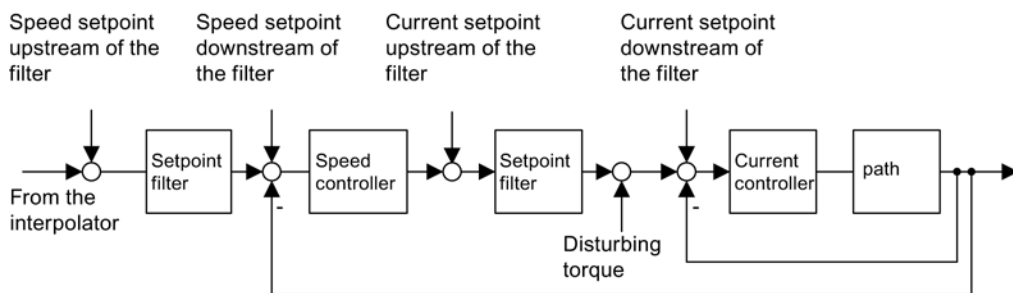 Speed setpoint
upstream of the
filter
Speed setpoint
downstream of
the filter
Current setpoint
upstream of the
filter
Current setpoint
downstream of
the filter
From the
interpolator
Setpoint
filter
Speed
controller
-
Setpoint
filter
Disturbing
torque
Current
controller
-
path